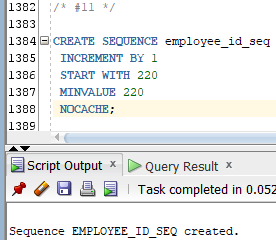 1382 /* #11 */
1383
1384 CREATE SEQUENCE employee_id_seq
1385 INCREMENT BY 1
1386 START WITH 220
1387 MINVALUE 220
1388 NOCACHE;
1389
Script Output x Query Result x
Task completed in 0.052
Sequence EMPLOYEE_ID_SEQ created.